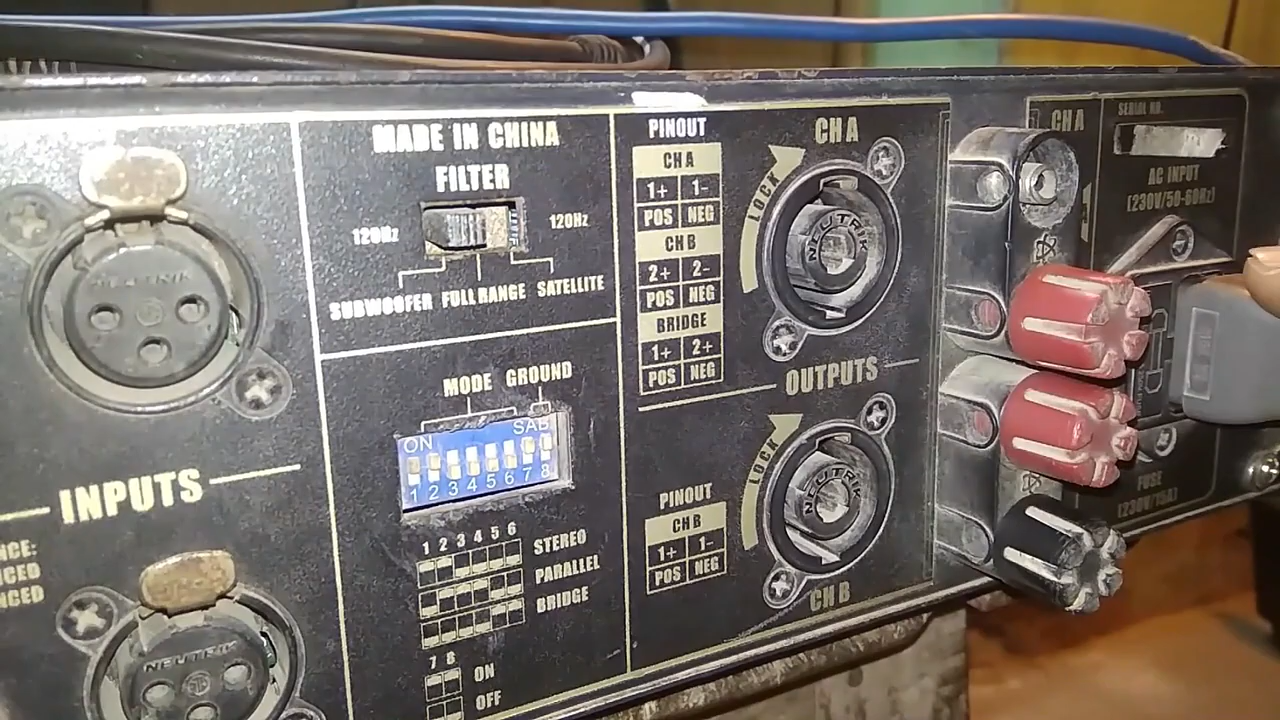 NEUTRIK
INPUTS
NCE:
NCED
NCED
NEUTRIK
MADE IN CHINA
FILTER
120Hz 120Hz
SUBWOOFER FULL RANGE SATELLITE
MODE GROUND
ON SAB
1 2 3 4 5 6 7 8
1 2 3 4 5 6
STEREO
PARALLEL
BRIDGE
7 8
ON
OFF
PINOUT
CH A
1+ 1-
POS NEG
CH B
2+ 2-
POS NEG
BRIDGE
1+ 2+
POS NEG
CH A
LOCK
NEUTRIK
OUTPUTS
PINOUT
CH B
1+ 1-
POS NEG
LOCK
NEUTRIK
CH B
CH A
SERIAL NO.
AC INPUT
(230V/50-60Hz)
FUSE
(230V/15A)